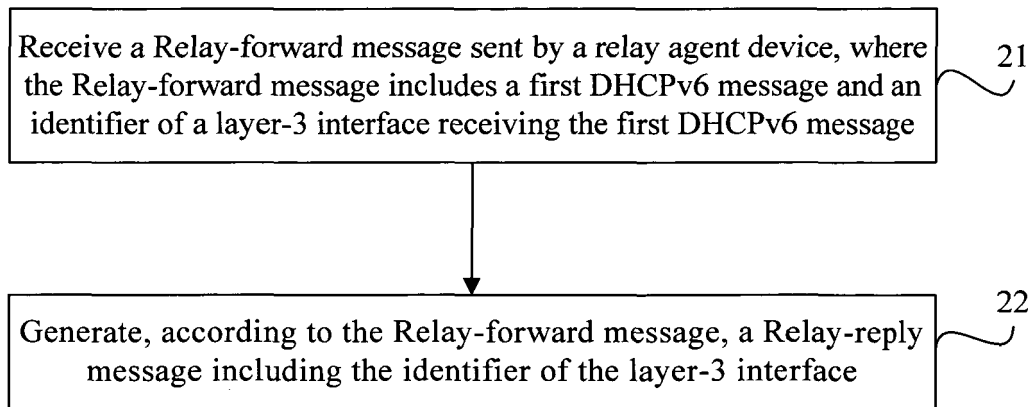 Receive a Relay-forward message sent by a relay agent device, where
the Relay-forward message includes a first DHCPv6 message and an
identifier of a layer-3 interface receiving the first DHCPv6 message
21
Generate, according to the Relay-forward message, a Relay-reply
message including the identifier of the layer-3 interface
22